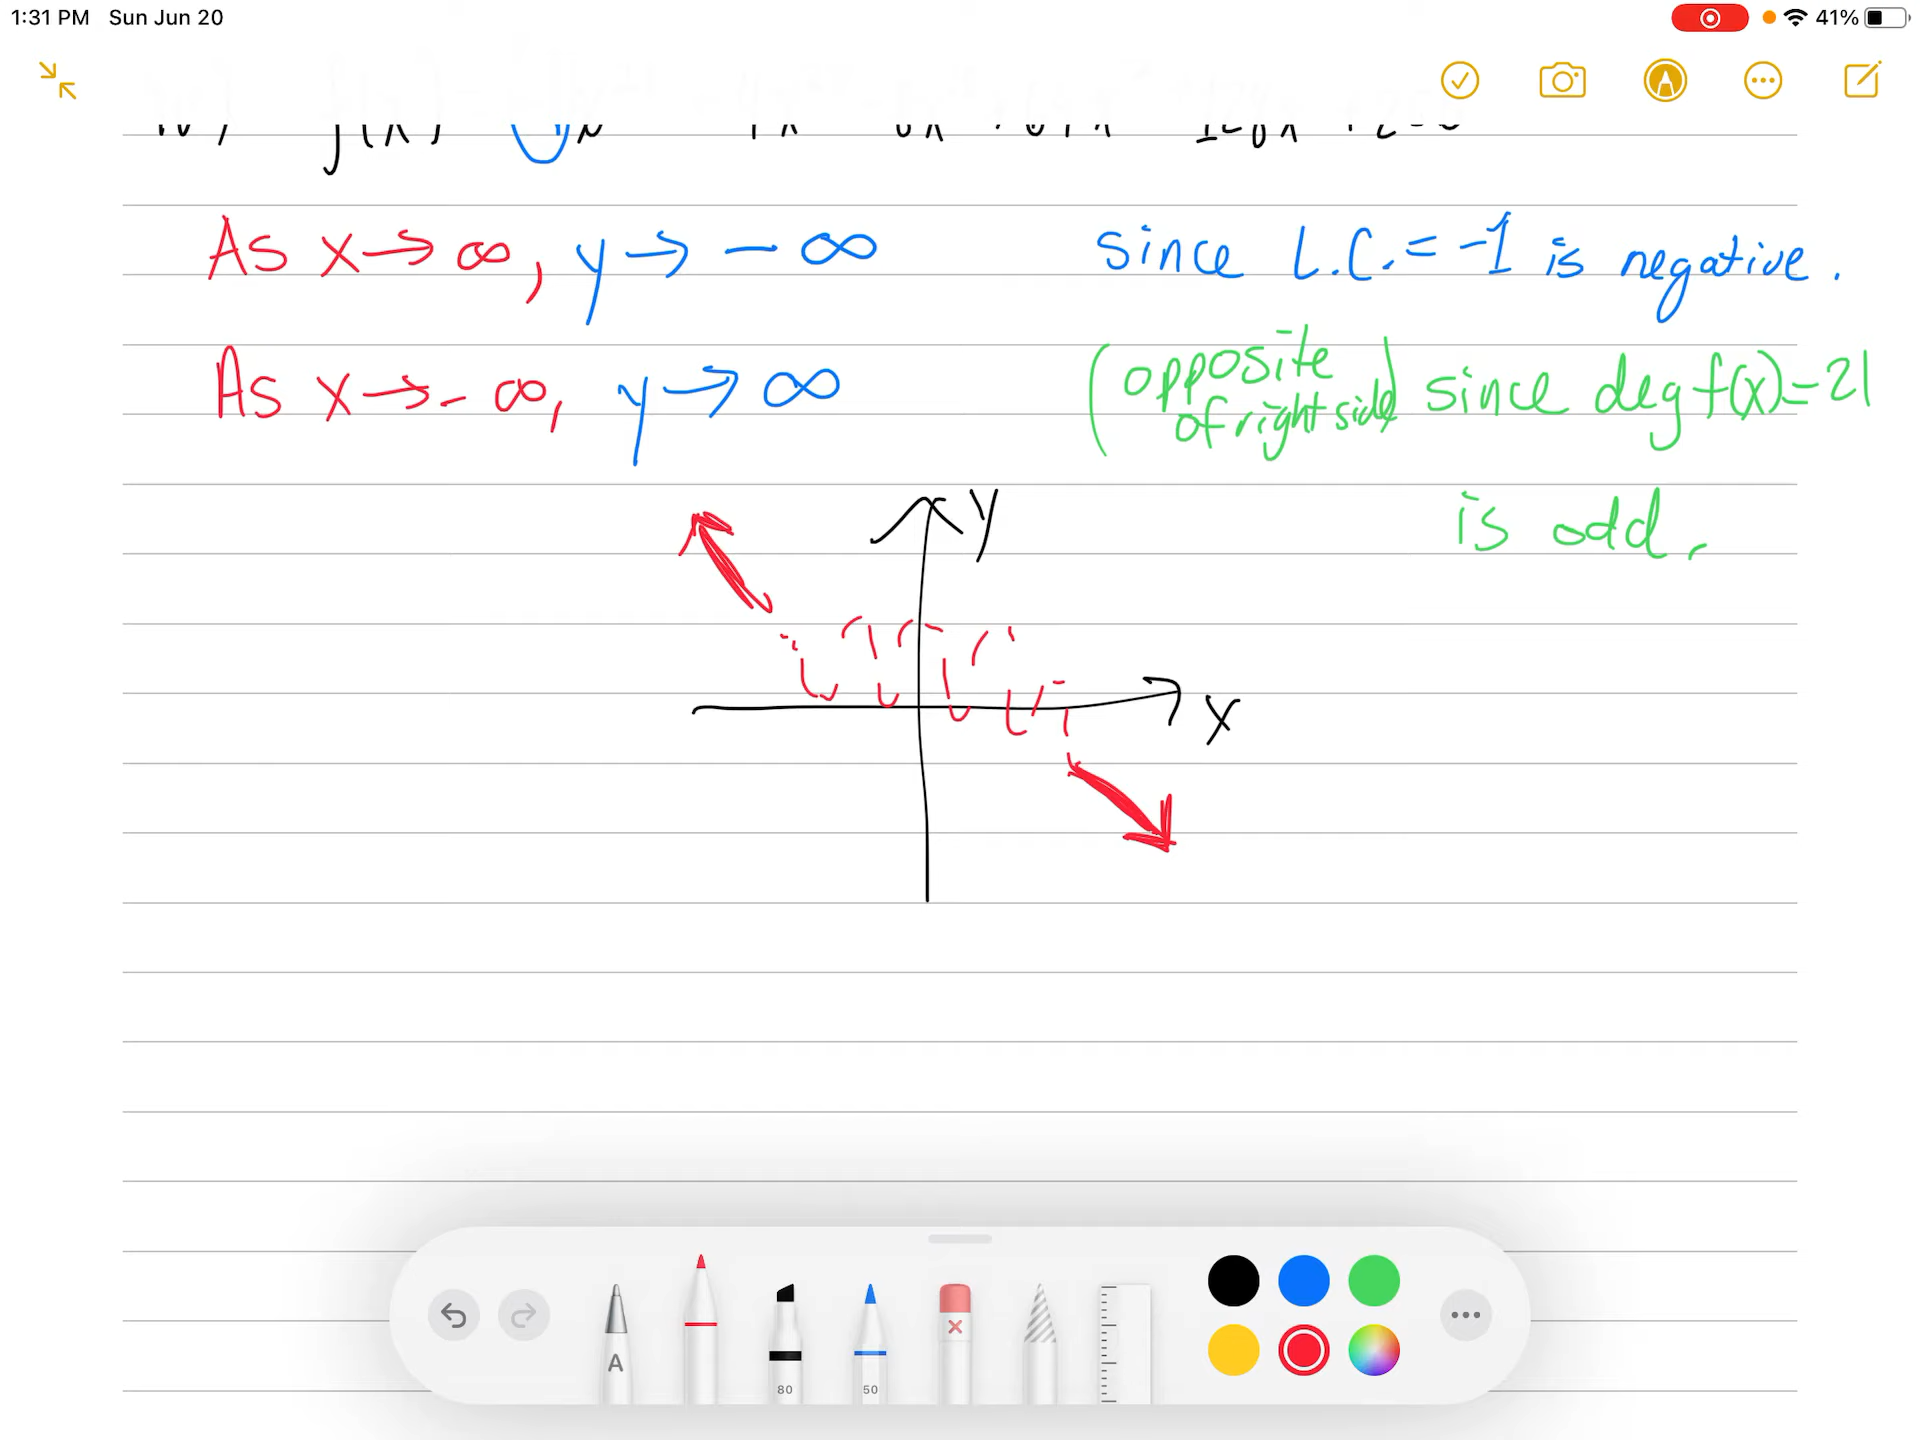 1:31 PM Sun Jun 20 41%
As x → ∞, y → - ∞ since L.C. = -1 is negative.
As x → - ∞, y → ∞ (opposite of right side) since deg f(x) = 21
is odd.
y
x
A
80
50